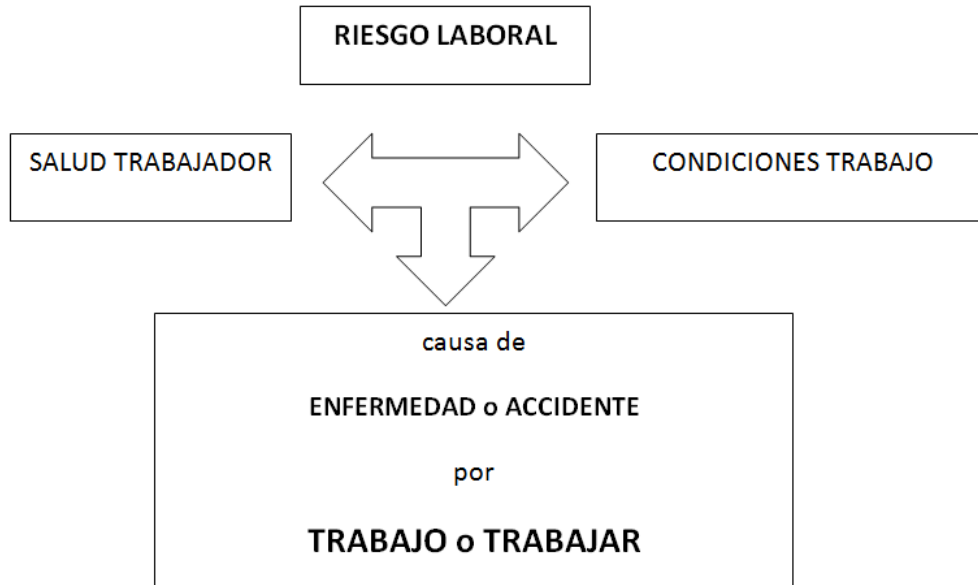 RIESGO LABORAL
SALUD TRABAJADOR
CONDICIONES TRABAJO
causa de
ENFERMEDAD o ACCIDENTE
por
TRABAJO o TRABAJAR